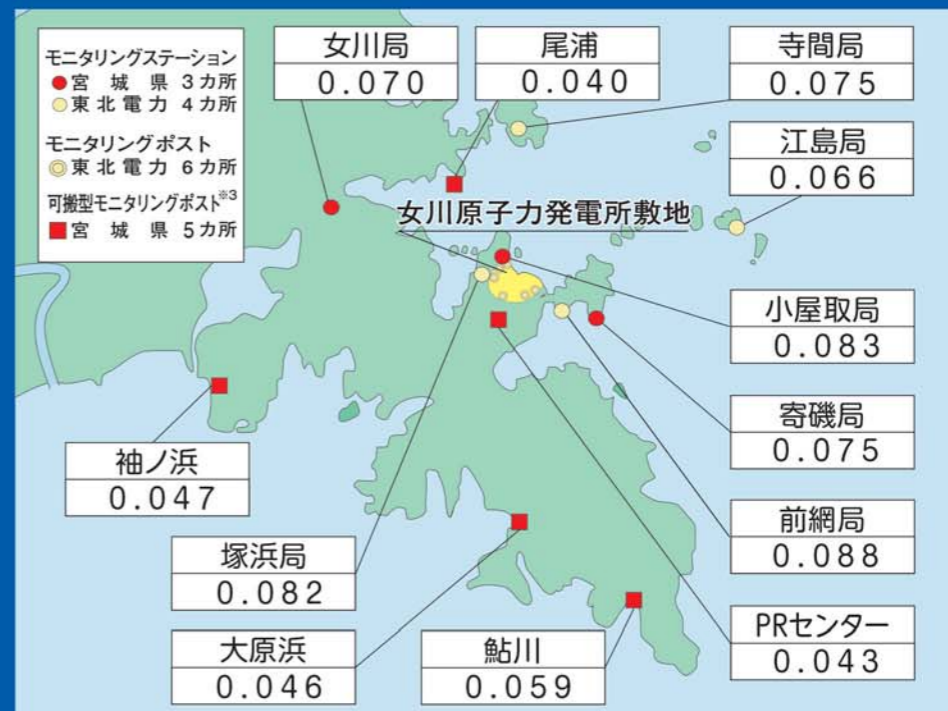 モニタリングステーション
●宮城県 3カ所
○東北電力 4カ所
モニタリングポスト
◎東北電力 6カ所
可搬型モニタリングポスト※3
■宮城県 5カ所
女川局
0.070
尾浦
0.040
寺間局
0.075
江島局
0.066
女川原子力発電所敷地
小屋取局
0.083
寄磯局
0.075
前網局
0.088
PRセンター
0.043
袖ノ浜
0.047
塚浜局
0.082
大原浜
0.046
鮎川
0.059